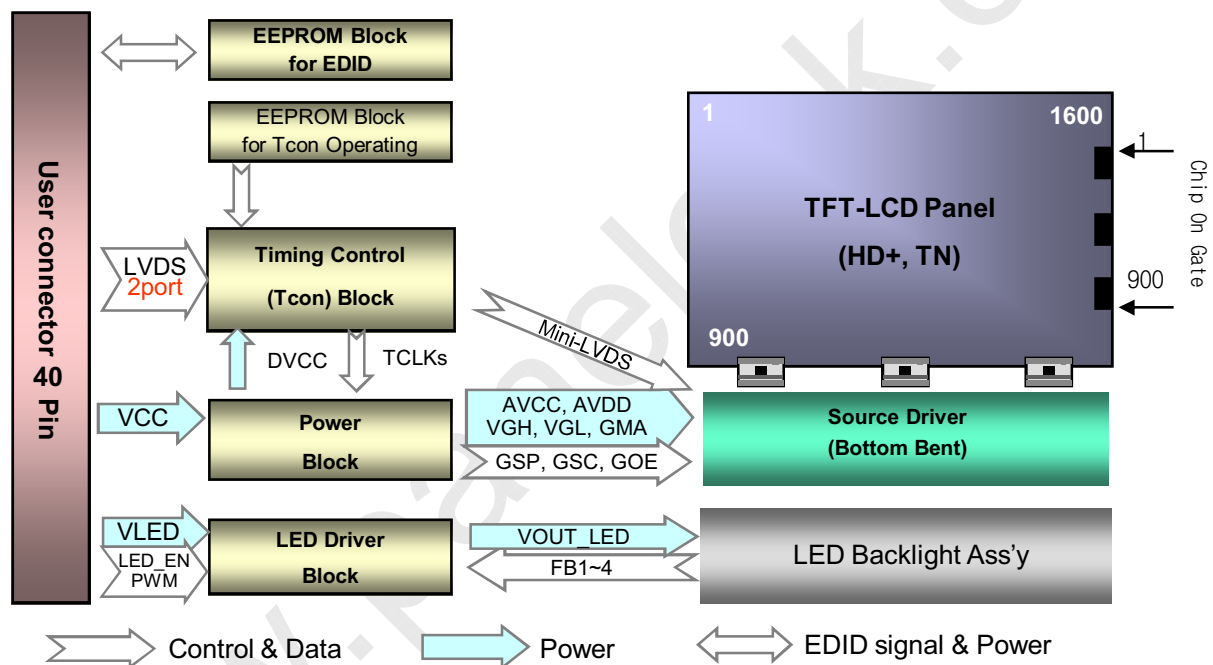 User connector 40 Pin
EEPROM Block
for EDID
EEPROM Block
for Tcon Operating
LVDS
2port
Timing Control
(Tcon) Block
DVCC
TCLKs
VCC
Power
Block
Mini-LVDS
AVCC, AVDD
VGH, VGL, GMA
GSP, GSC, GOE
1
1600
TFT-LCD Panel
(HD+, TN)
900
1
900
Chip On Gate
Source Driver
(Bottom Bent)
VLED
LED_EN
PWM
LED Driver
Block
VOUT_LED
FB1~4
LED Backlight Ass’y
Control & Data
Power
EDID signal & Power